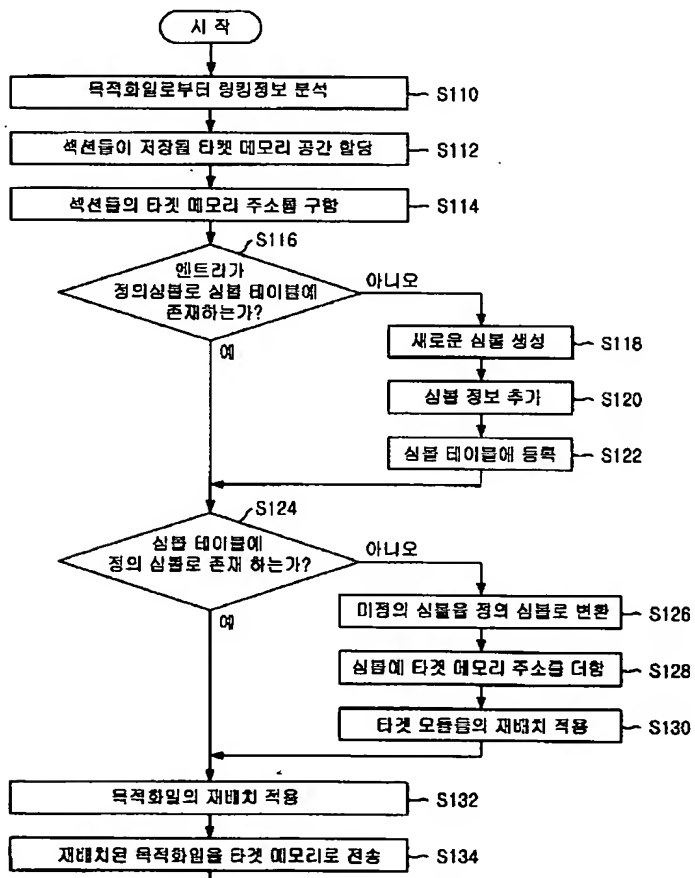 시 작
목적화일로부터 링킹정보 분석
S110
섹션들이 저장될 타겟 메모리 공간 할당
S112
섹션들의 타겟 메모리 주소를 구함
S114
S116
엔트라가
정의심볼로 심볼 테이블에
존재하는가?
아니오
예
새로운 심볼 생성
S118
심볼 정보 추가
S120
심볼 테이블에 등록
S122
S124
심볼 테이블에
정의 심볼로 존재 하는가?
아니오
예
미정의 심볼을 정의 심볼로 변환
S126
심볼에 타겟 메모리 주소를 더함
S128
타겟 모듈들의 재배치 적용
S130
목적화일의 재배치 적용
S132
재배치된 목적화일을 타겟 메모리로 전송
S134